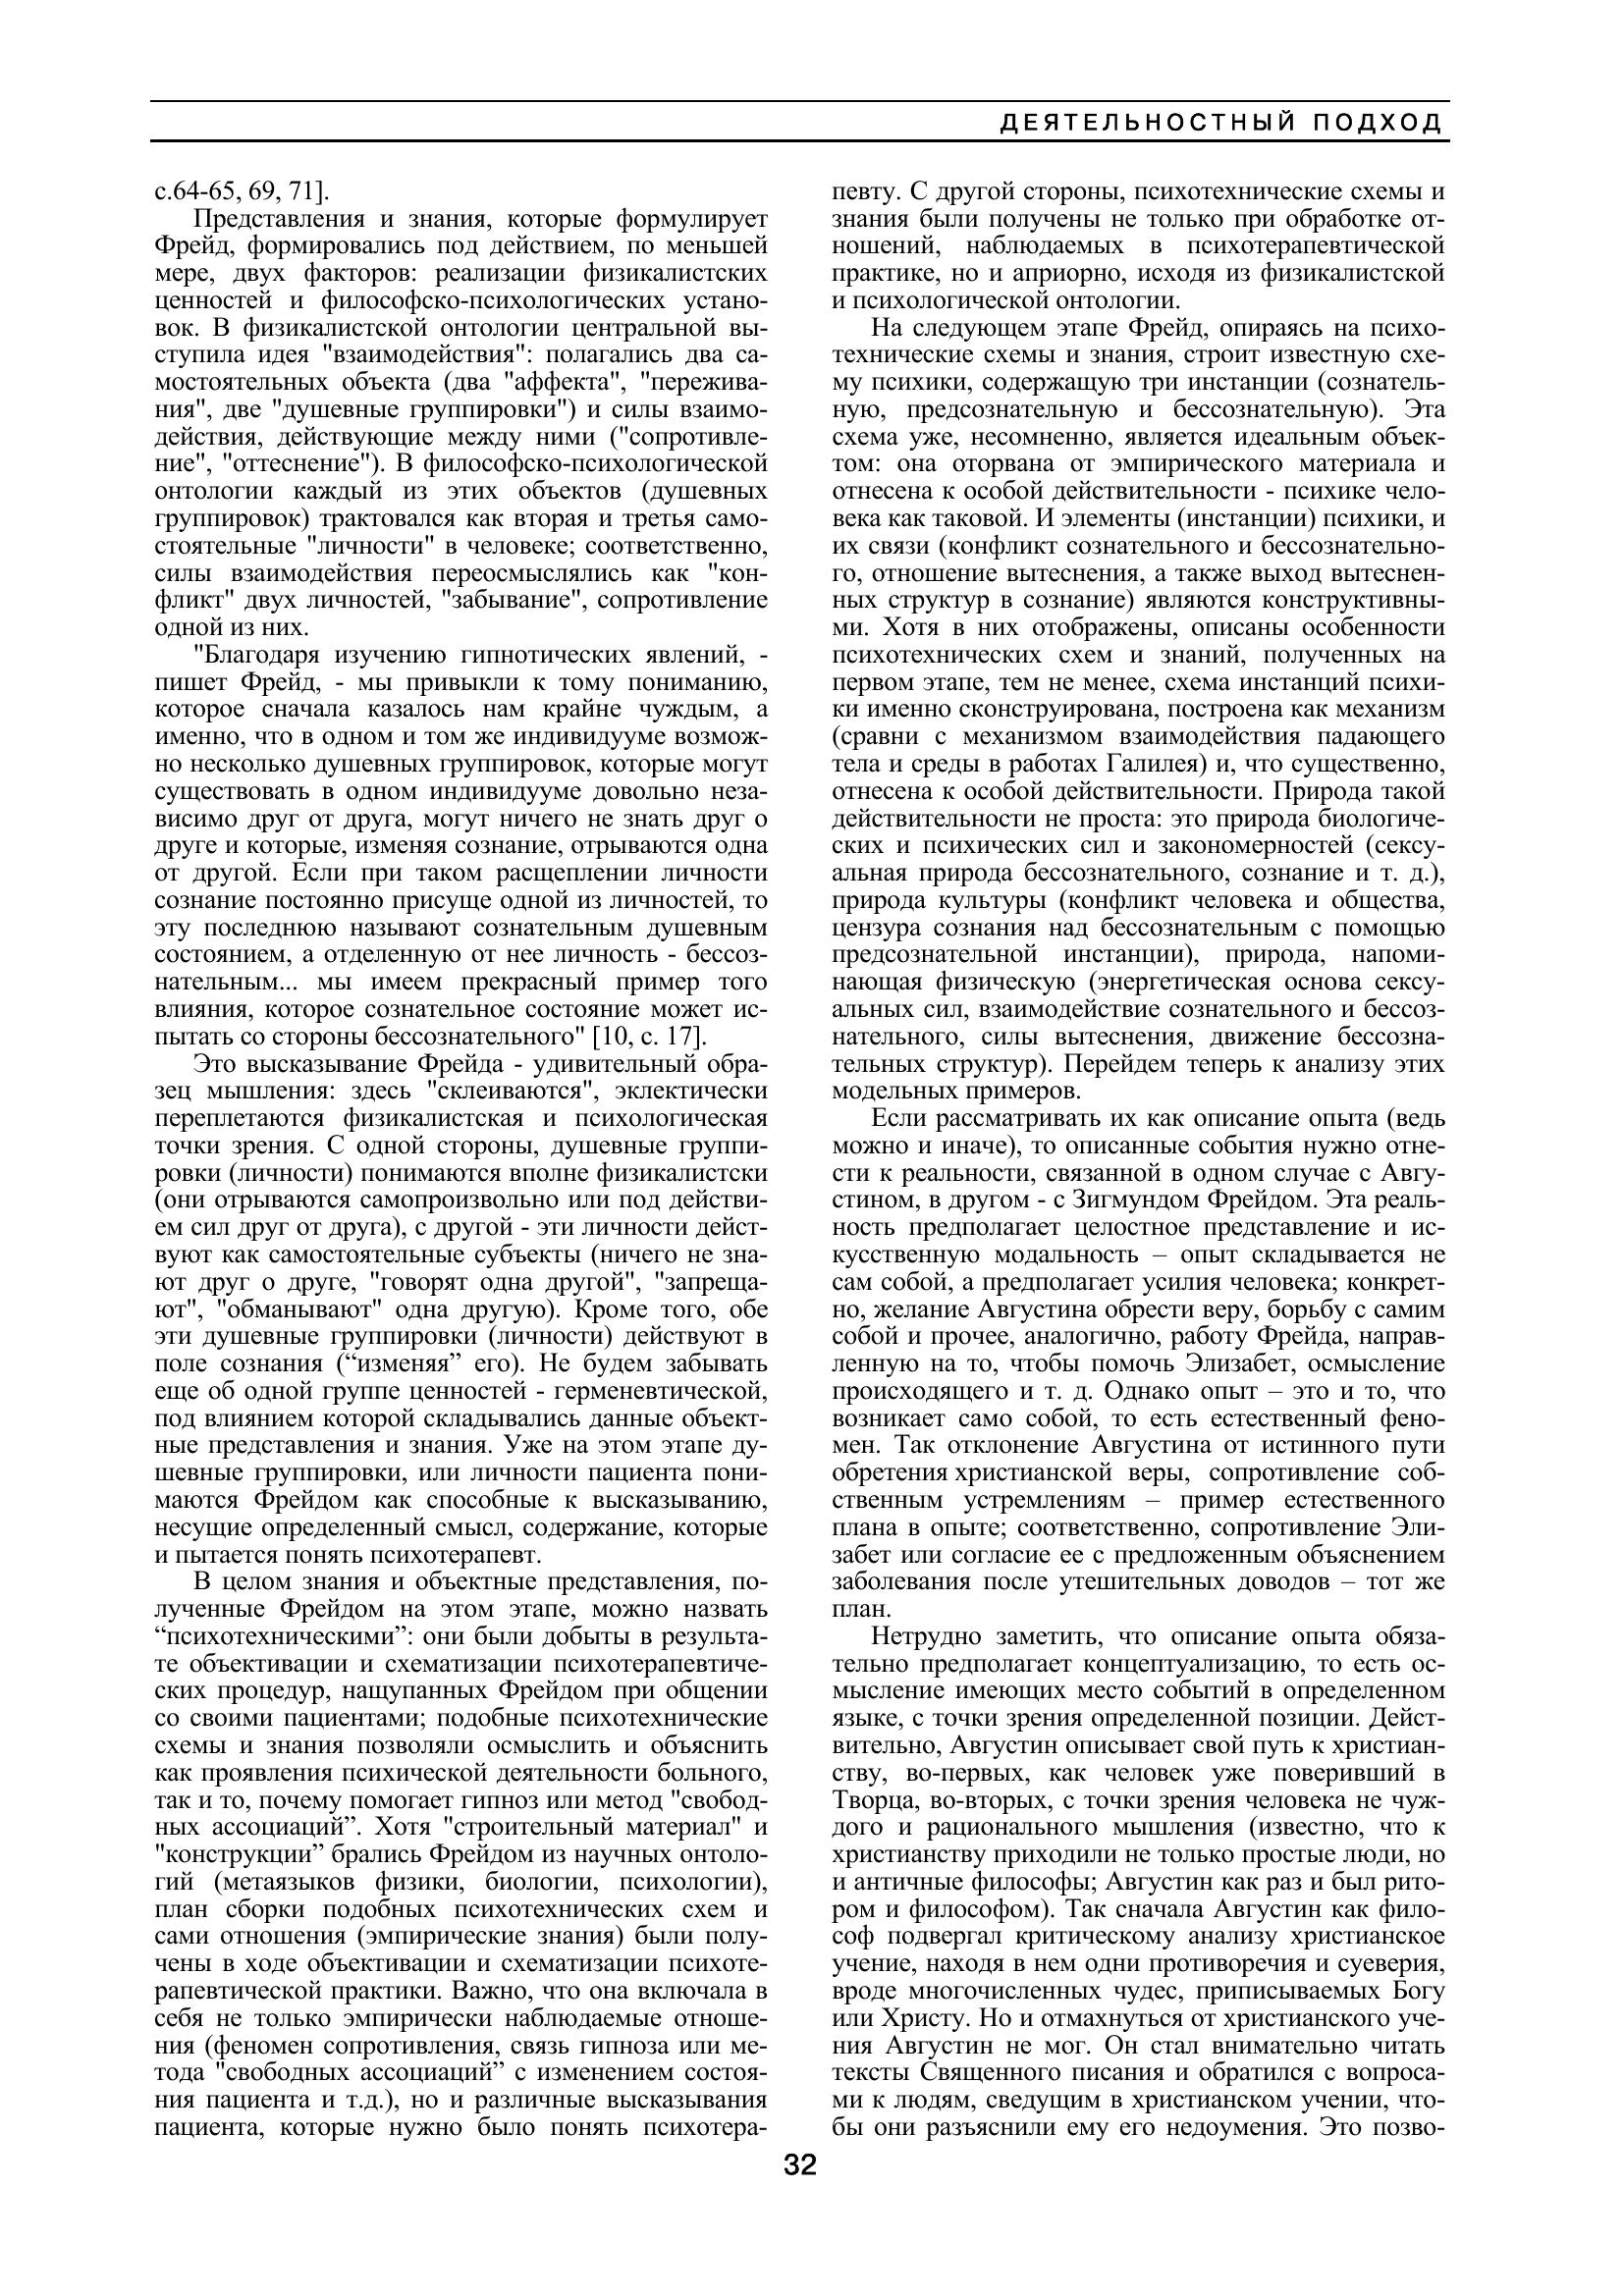 ДЕЯТЕЛЬНОСТНЫЙ ПОДХОД
с.64-65, 69, 71].
Представления и знания, которые формулирует
Фрейд, формировались под действием, по меньшей
мере, двух факторов: реализации физикалистских
ценностей и философско-психологических устано-
вок. В физикалистской онтологии центральной вы-
ступила идея "взаимодействия": полагались два са-
мостоятельных объекта (два "аффекта", "пережива-
ния", две "душевные группировки") и силы взаимо-
действия, действующие между ними ("сопротивле-
ние", "оттеснение"). В философско-психологической
онтологии каждый из этих объектов (душевных
группировок) трактовался как вторая и третья само-
стоятельные "личности" в человеке; соответственно,
силы взаимодействия переосмыслялись как "кон-
фликт" двух личностей, "забывание", сопротивление
одной из них.
"Благодаря изучению гипнотических явлений, -
пишет Фрейд, - мы привыкли к тому пониманию,
которое сначала казалось нам крайне чуждым, а
именно, что в одном и том же индивидууме возмож-
но несколько душевных группировок, которые могут
существовать в одном индивидууме довольно неза-
висимо друг от друга, могут ничего не знать друг о
друге и которые, изменяя сознание, отрываются одна
от другой. Если при таком расщеплении личности
сознание постоянно присуще одной из личностей, то
эту последнюю называют сознательным душевным
состоянием, а отделенную от нее личность - бессоз-
нательным... мы имеем прекрасный пример того
влияния, которое сознательное состояние может ис-
пытать со стороны бессознательного" [10, с. 17].
Это высказывание Фрейда - удивительный обра-
зец мышления: здесь "склеиваются", эклектически
переплетаются физикалистская и психологическая
точки зрения. С одной стороны, душевные группи-
ровки (личности) понимаются вполне физикалистски
(они отрываются самопроизвольно или под действи-
ем сил друг от друга), с другой - эти личности дейст-
вуют как самостоятельные субъекты (ничего не зна-
ют друг о друге, "говорят одна другой", "запреща-
ют", "обманывают" одна другую). Кроме того, обе
эти душевные группировки (личности) действуют в
поле сознания (“изменяя” его). Не будем забывать
еще об одной группе ценностей - герменевтической,
под влиянием которой складывались данные объект-
ные представления и знания. Уже на этом этапе ду-
шевные группировки, или личности пациента пони-
маются Фрейдом как способные к высказыванию,
несущие определенный смысл, содержание, которые
и пытается понять психотерапевт.
В целом знания и объектные представления, по-
лученные Фрейдом на этом этапе, можно назвать
“психотехническими”: они были добыты в результа-
те объективации и схематизации психотерапевтиче-
ских процедур, нащупанных Фрейдом при общении
со своими пациентами; подобные психотехнические
схемы и знания позволяли осмыслить и объяснить
как проявления психической деятельности больного,
так и то, почему помогает гипноз или метод "свобод-
ных ассоциаций”. Хотя "строительный материал" и
"конструкции” брались Фрейдом из научных онтоло-
гий (метаязыков физики, биологии, психологии),
план сборки подобных психотехнических схем и
сами отношения (эмпирические знания) были полу-
чены в ходе объективации и схематизации психоте-
рапевтической практики. Важно, что она включала в
себя не только эмпирически наблюдаемые отноше-
ния (феномен сопротивления, связь гипноза или ме-
тода "свободных ассоциаций” с изменением состоя-
ния пациента и т.д.), но и различные высказывания
пациента, которые нужно было понять психотера-
певту. С другой стороны, психотехнические схемы и
знания были получены не только при обработке от-
ношений, наблюдаемых в психотерапевтической
практике, но и априорно, исходя из физикалистской
и психологической онтологии.
На следующем этапе Фрейд, опираясь на психо-
технические схемы и знания, строит известную схе-
му психики, содержащую три инстанции (сознатель-
ную, предсознательную и бессознательную). Эта
схема уже, несомненно, является идеальным объек-
том: она оторвана от эмпирического материала и
отнесена к особой действительности - психике чело-
века как таковой. И элементы (инстанции) психики, и
их связи (конфликт сознательного и бессознательно-
го, отношение вытеснения, а также выход вытеснен-
ных структур в сознание) являются конструктивны-
ми. Хотя в них отображены, описаны особенности
психотехнических схем и знаний, полученных на
первом этапе, тем не менее, схема инстанций психи-
ки именно сконструирована, построена как механизм
(сравни с механизмом взаимодействия падающего
тела и среды в работах Галилея) и, что существенно,
отнесена к особой действительности. Природа такой
действительности не проста: это природа биологиче-
ских и психических сил и закономерностей (сексу-
альная природа бессознательного, сознание и т. д.),
природа культуры (конфликт человека и общества,
цензура сознания над бессознательным с помощью
предсознательной инстанции), природа, напоми-
нающая физическую (энергетическая основа сексу-
альных сил, взаимодействие сознательного и бессоз-
нательного, силы вытеснения, движение бессозна-
тельных структур). Перейдем теперь к анализу этих
модельных примеров.
Если рассматривать их как описание опыта (ведь
можно и иначе), то описанные события нужно отне-
сти к реальности, связанной в одном случае с Авгу-
стином, в другом - с Зигмундом Фрейдом. Эта реаль-
ность предполагает целостное представление и ис-
кусственную модальность – опыт складывается не
сам собой, а предполагает усилия человека; конкрет-
но, желание Августина обрести веру, борьбу с самим
собой и прочее, аналогично, работу Фрейда, направ-
ленную на то, чтобы помочь Элизабет, осмысление
происходящего и т. д. Однако опыт – это и то, что
возникает само собой, то есть естественный фено-
мен. Так отклонение Августина от истинного пути
обретения христианской веры, сопротивление соб-
ственным устремлениям – пример естественного
плана в опыте; соответственно, сопротивление Эли-
забет или согласие ее с предложенным объяснением
заболевания после утешительных доводов – тот же
план.
Нетрудно заметить, что описание опыта обяза-
тельно предполагает концептуализацию, то есть ос-
мысление имеющих место событий в определенном
языке, с точки зрения определенной позиции. Дейст-
вительно, Августин описывает свой путь к христиан-
ству, во-первых, как человек уже поверивший в
Творца, во-вторых, с точки зрения человека не чуж-
дого и рационального мышления (известно, что к
христианству приходили не только простые люди, но
и античные философы; Августин как раз и был рито-
ром и философом). Так сначала Августин как фило-
соф подвергал критическому анализу христианское
учение, находя в нем одни противоречия и суеверия,
вроде многочисленных чудес, приписываемых Богу
или Христу. Но и отмахнуться от христианского уче-
ния Августин не мог. Он стал внимательно читать
тексты Священного писания и обратился с вопроса-
ми к людям, сведущим в христианском учении, что-
бы они разъяснили ему его недоумения. Это позво-
32